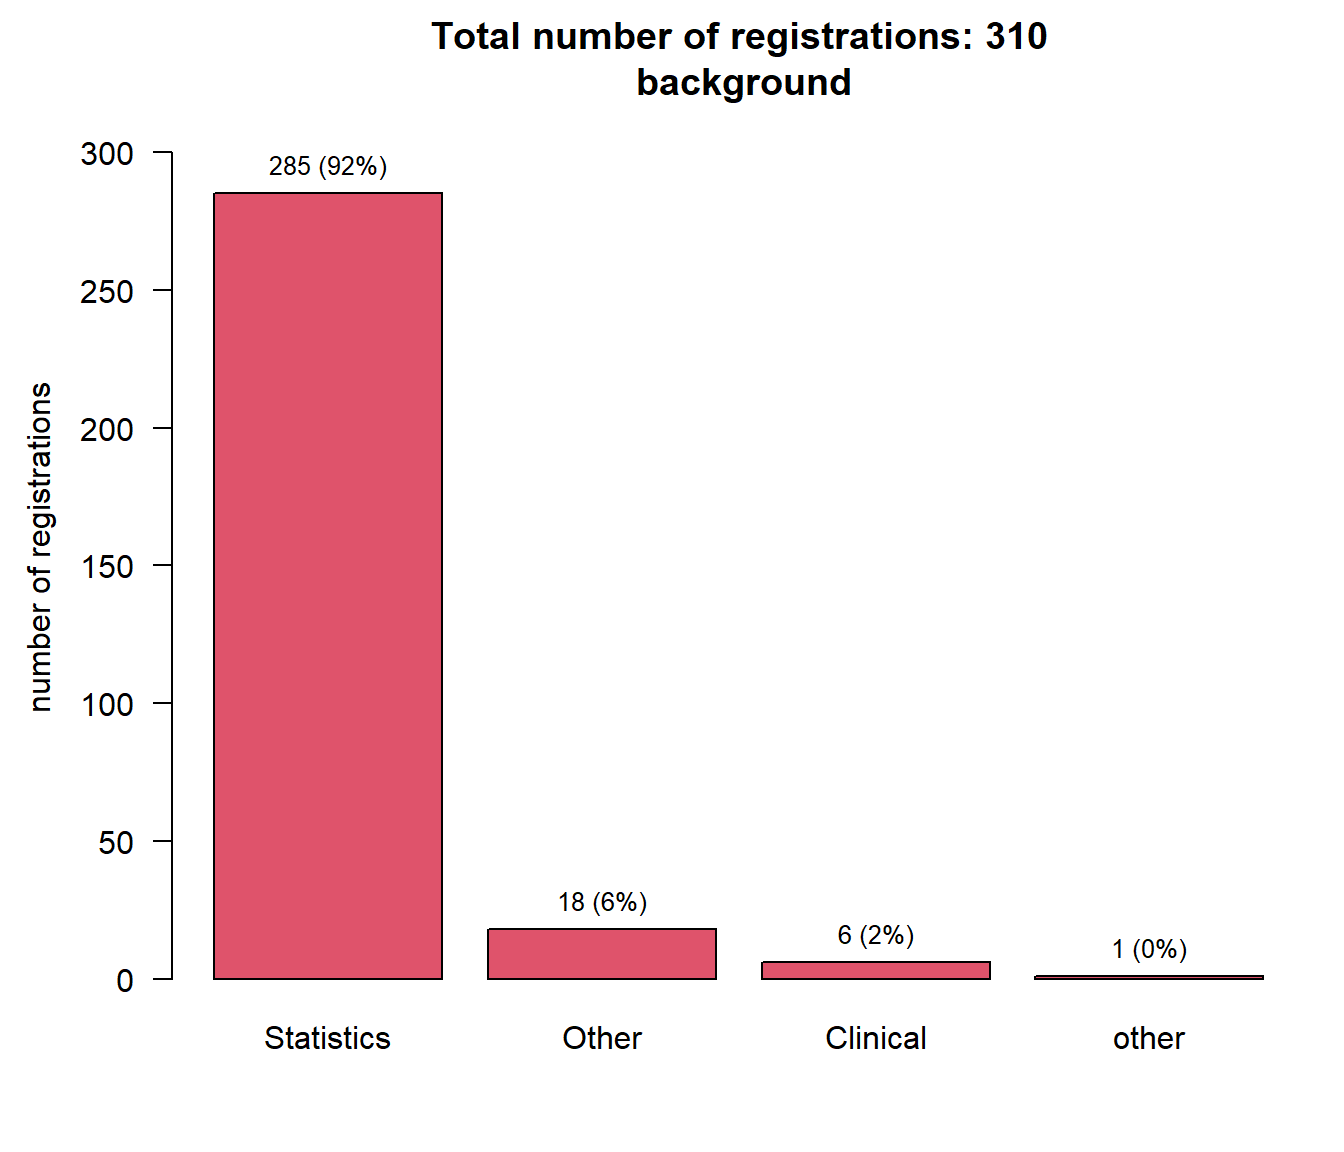 Total number of registrations: 310
background
number of registrations
300
250
200
150
100
50
0
285 (92%)
18 (6%)
6 (2%)
1 (0%)
Statistics
Other
Clinical
other